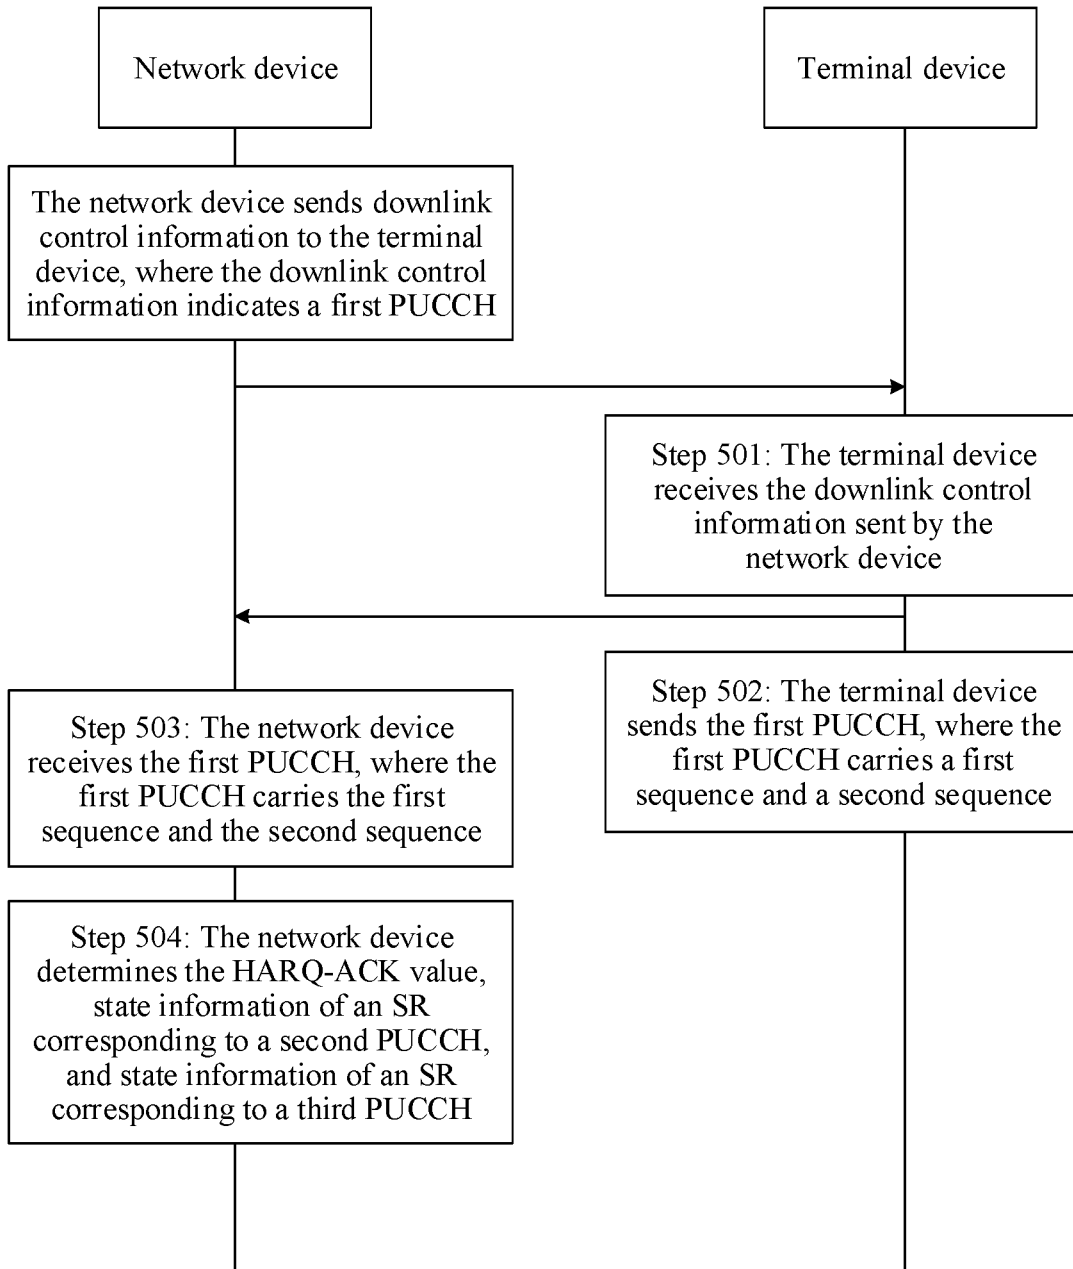 Network device
Terminal device
The network device sends downlink
control information to the terminal
device, where the downlink control
information indicates a first PUCCH
Step 501: The terminal device
receives the downlink control
information sent by the
network device
Step 502: The terminal device
sends the first PUCCH, where the
first PUCCH carries a first
sequence and a second sequence
Step 503: The network device
receives the first PUCCH, where the
first PUCCH carries the first
sequence and the second sequence
Step 504: The network device
determines the HARQ-ACK value,
state information of an SR
corresponding to a second PUCCH,
and state information of an SR
corresponding to a third PUCCH